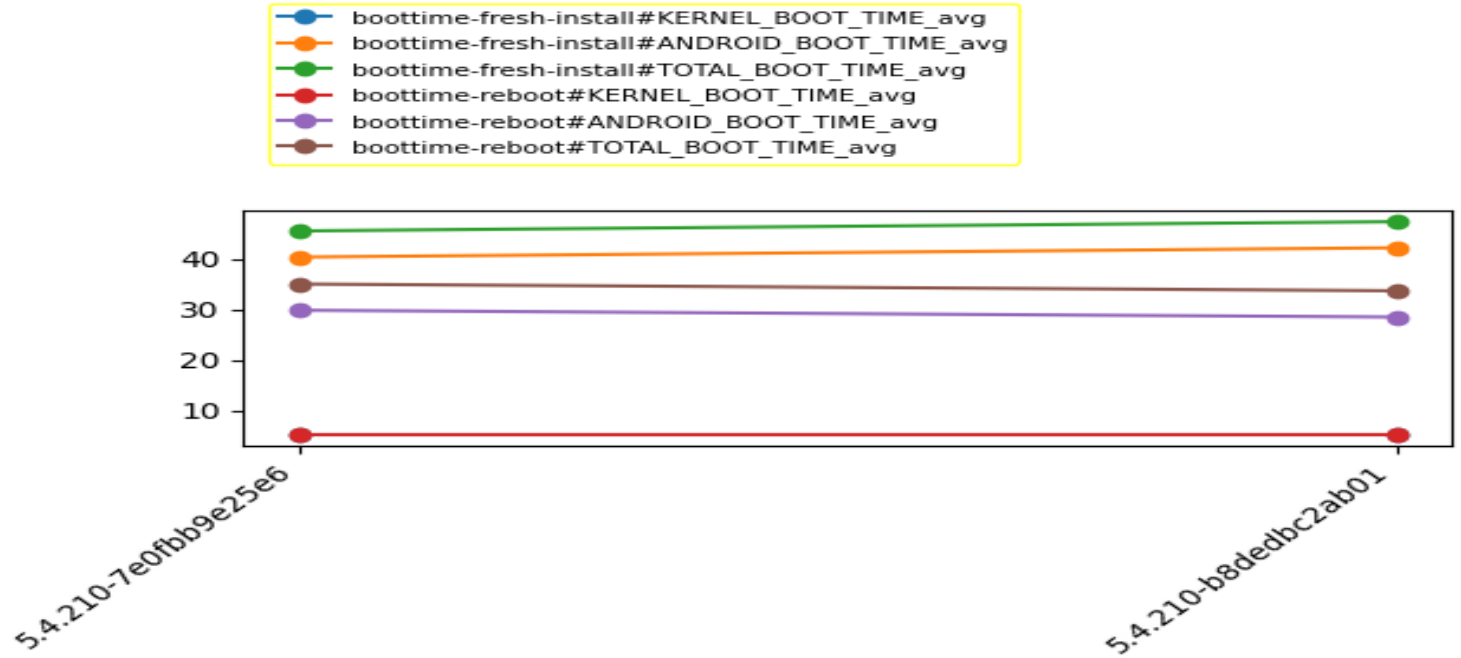 boottime-fresh-install#KERNEL_BOOT_TIME_avg
boottime-fresh-install#ANDROID_BOOT_TIME_avg
boottime-fresh-install#TOTAL_BOOT_TIME_avg
boottime-reboot#KERNEL_BOOT_TIME_avg
boottime-reboot#ANDROID_BOOT_TIME_avg
boottime-reboot#TOTAL_BOOT_TIME_avg
40
30
20
10
5.4.210-7e0fbb9e25e6
5.4.210-b8dedbc2ab01